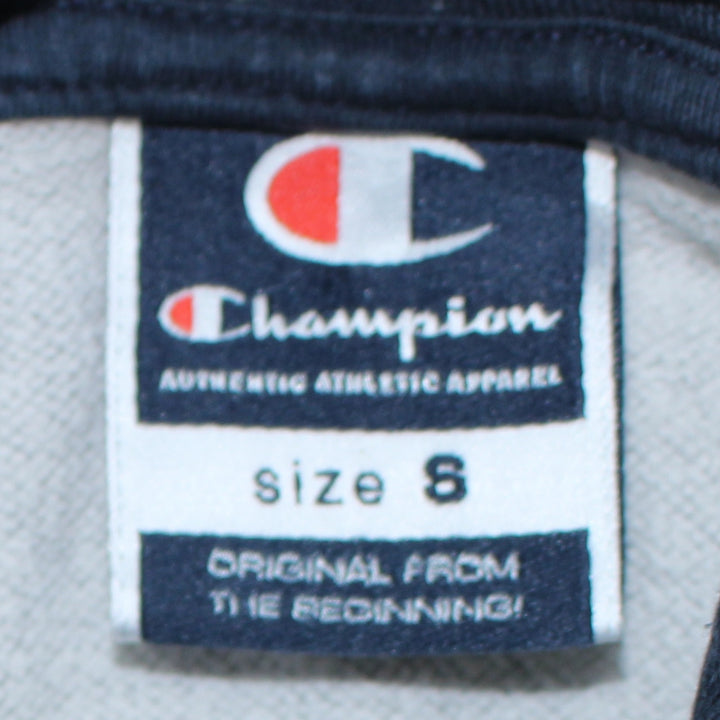 Champion
AUTHENTIC ATHLETIC APPAREL
size S
ORIGINAL FROM
THE BEGINNING!